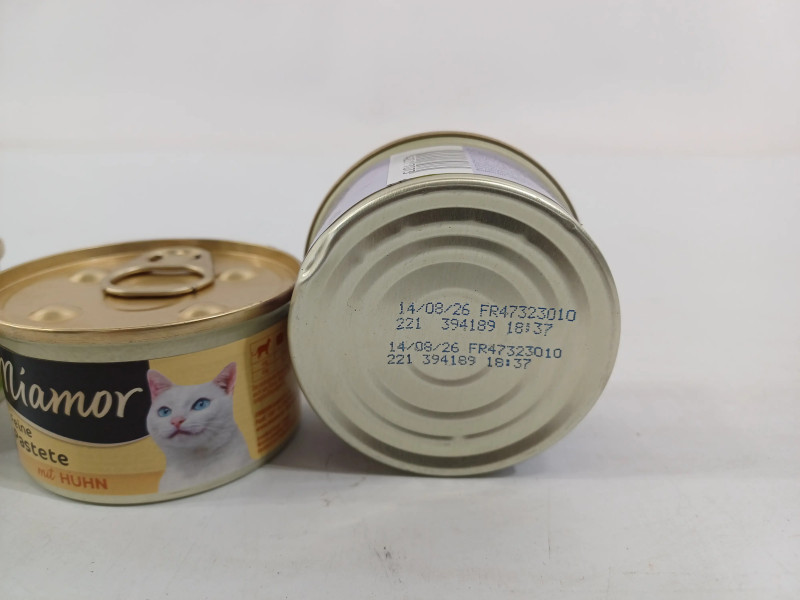 Miamor
Feine
Pastete
mit HUHN
14/08/26 FR47323010
221 394189 18:37
14/08/26 FR47323010
221 394189 18:37